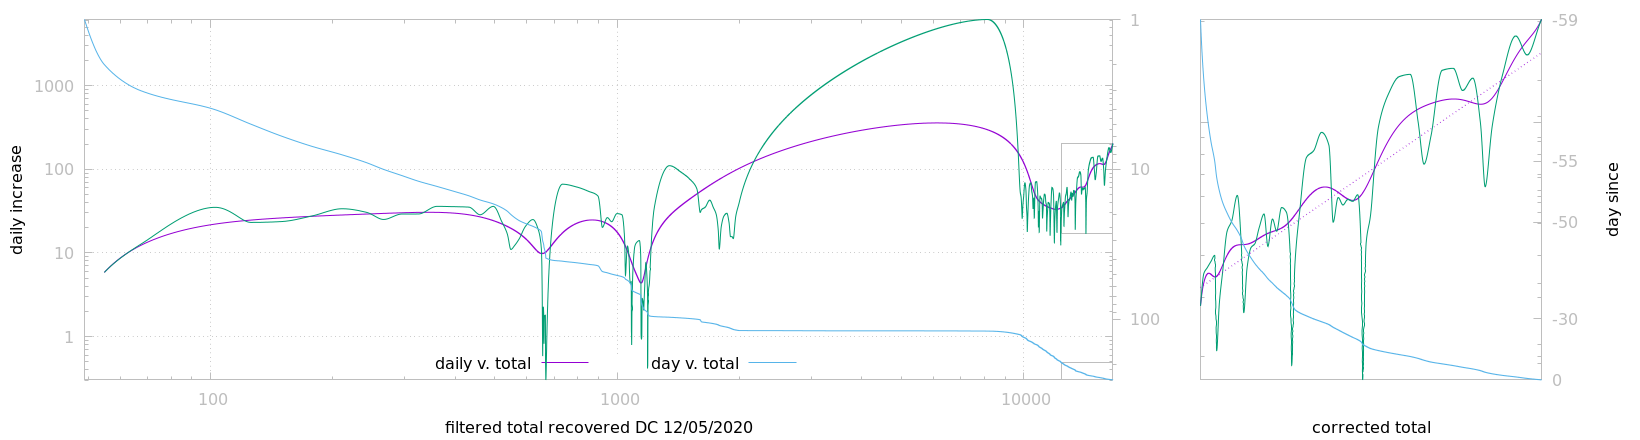 daily increase
1000
100
10
1
100
1000
10000
1
10
100
daily v. total
day v. total
filtered total recovered DC 12/05/2020
-59
-55
-50
-30
0
day since
corrected total